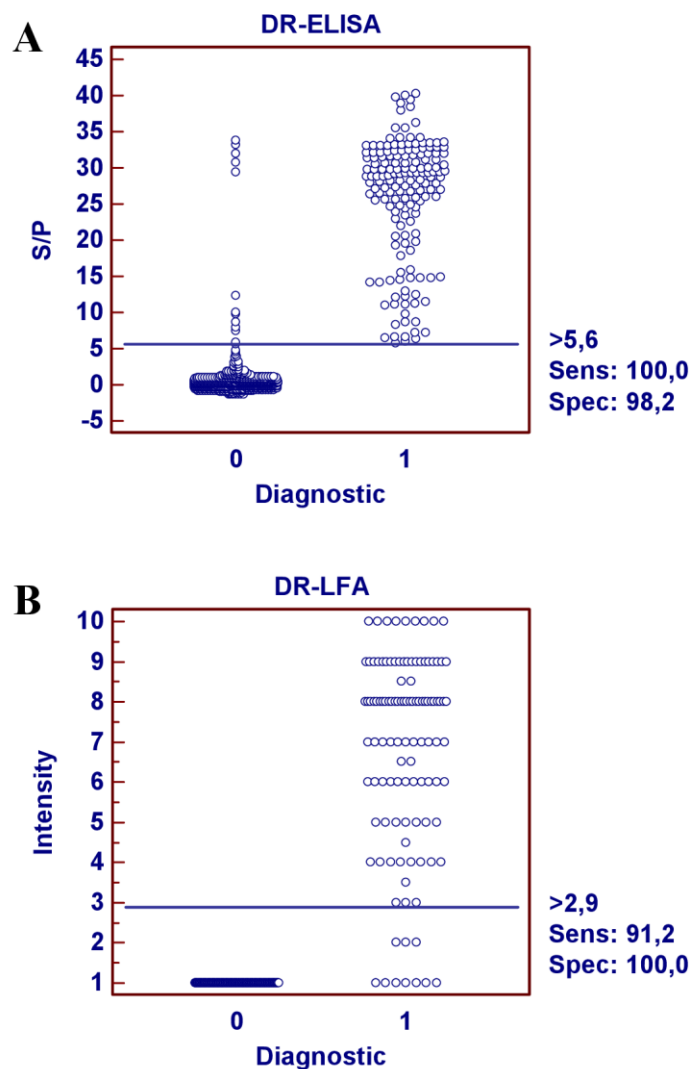 A
DR-ELISA
45
40
35
30
25
20
15
10
5
0
-5
S/P
0 1
Diagnostic
>5,6
Sens: 100,0
Spec: 98,2
B
DR-LFA
10
9
8
7
6
5
4
3
2
1
Intensity
0 1
Diagnostic
>2,9
Sens: 91,2
Spec: 100,0